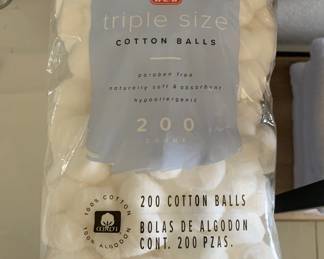 H-E-B
triple size
COTTON BALLS
paraben free
naturally soft & absorbent
hypoallergenic
200
COUNT
100% COTTON
100% ALGODON
200 COTTON BALLS
BOLAS DE ALGODON
CONT. 200 PZAS.